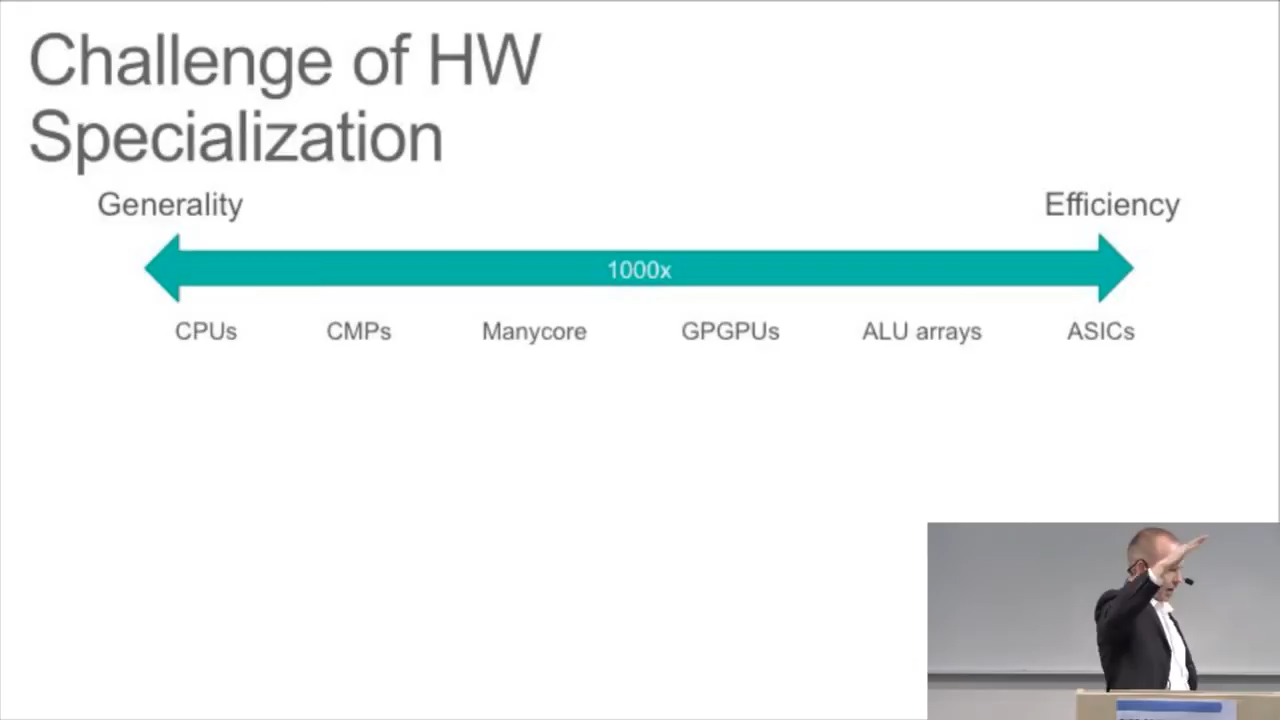 Challenge of HW
Specialization
Generality
Efficiency
1000x
CPUs
CMPs
Manycore
GPGPUs
ALU arrays
ASICs